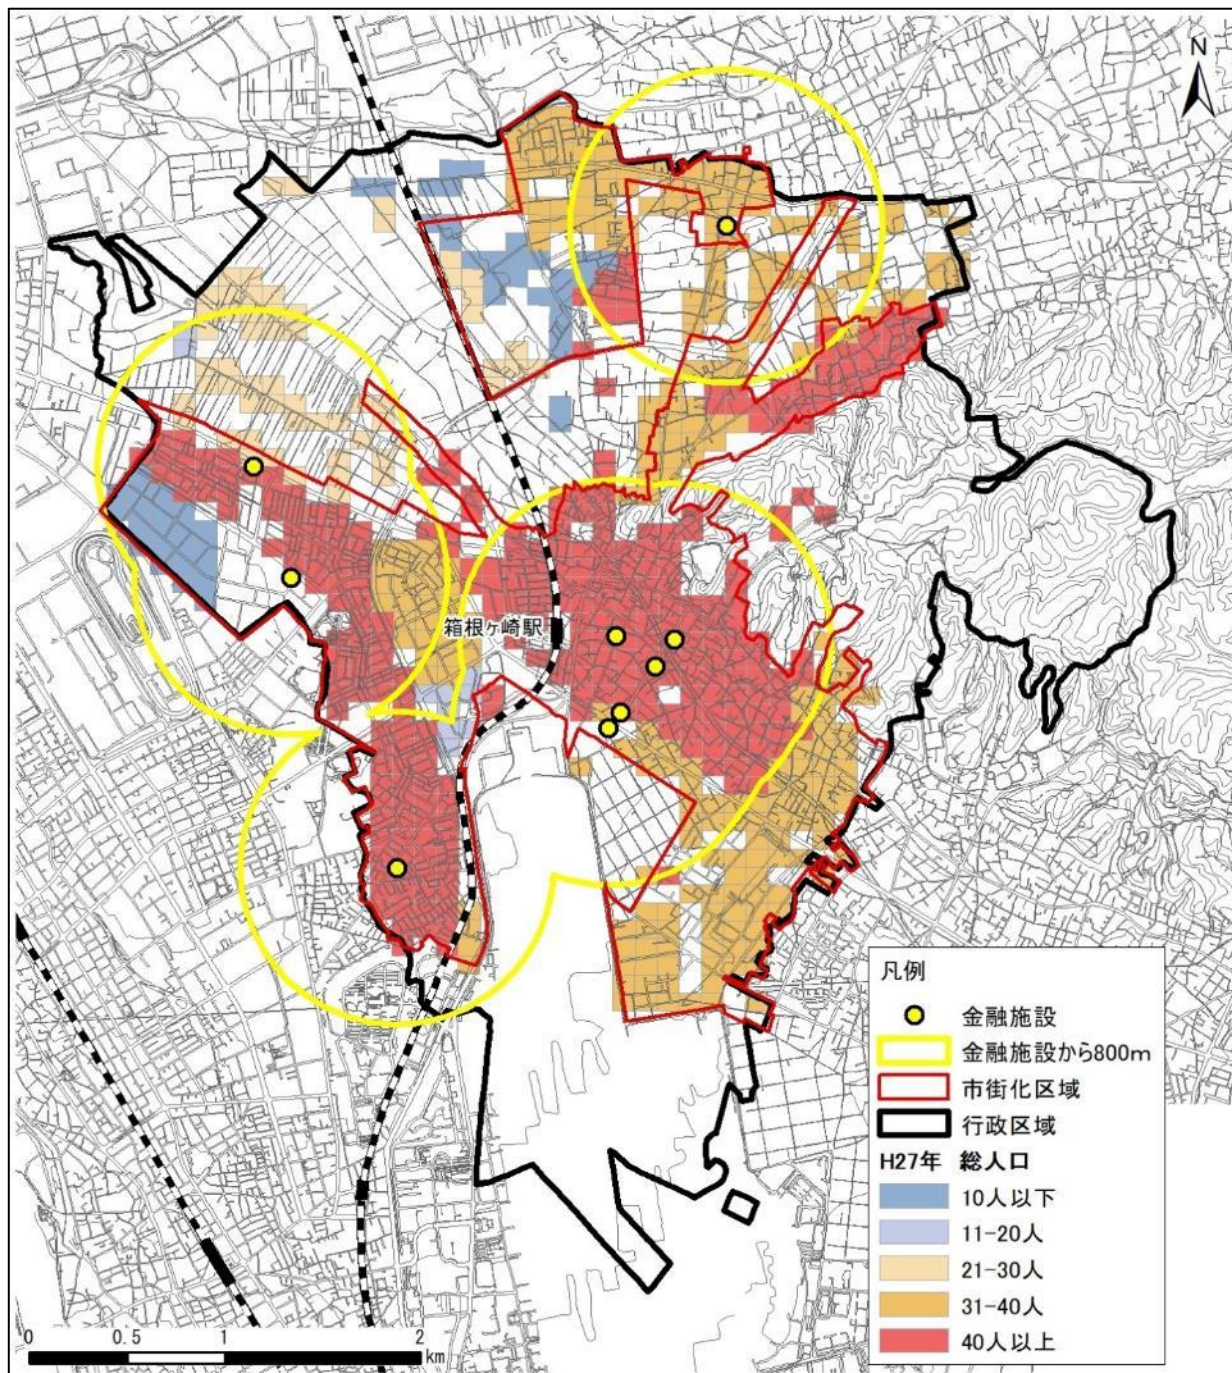 N
箱根ヶ崎駅
凡例
金融施設
金融施設から800m
市街化区域
行政区域
H27年 総人口
10人以下
11-20人
21-30人
31-40人
40人以上
0 0.5 1 2
km